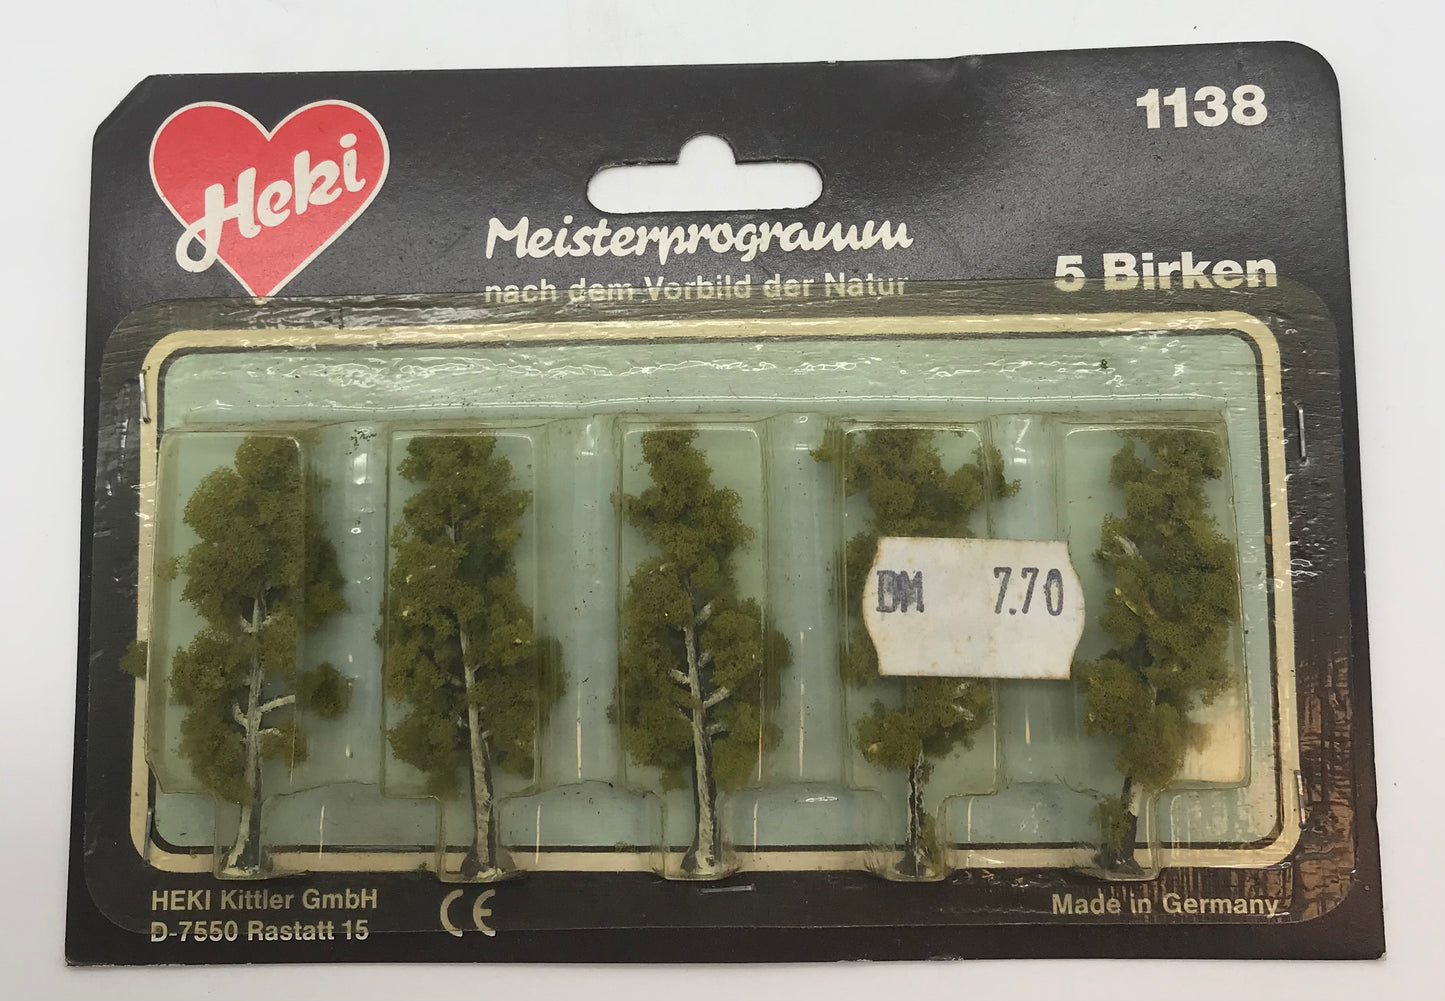 Heki
1138
Meisterprogramm
nach dem Vorbild der Natur
5 Birken
DM 7.70
HEKI Kittler GmbH
D-7550 Rastatt 15
CE
Made in Germany